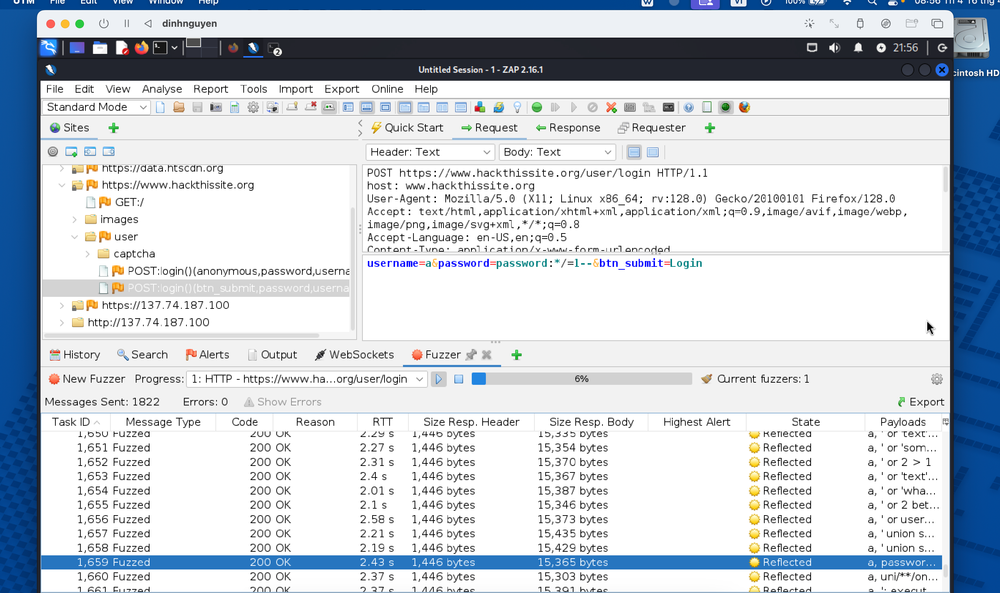 UTM File Edit View Window Help VI 100% 08:56 Th 4 16 thg 4
dinhnguyen
2 21:56
cintosh HD
Untitled Session - 1 - ZAP 2.16.1
File Edit View Analyse Report Tools Import Export Online Help
Standard Mode
Sites
Quick Start Request Response Requester
Header: Text Body: Text
https://data.htscdn.org
https://www.hackthissite.org
GET:/
images
user
captcha
POST:login()(anonymous,password,userna
POST:login()(btn_submit,password,userna
https://137.74.187.100
http://137.74.187.100
POST https://www.hackthissite.org/user/login HTTP/1.1
host: www.hackthissite.org
User-Agent: Mozilla/5.0 (X11; Linux x86_64; rv:128.0) Gecko/20100101 Firefox/128.0
Accept: text/html,application/xhtml+xml,application/xml;q=0.9,image/avif,image/webp,
image/png,image/svg+xml,*/*;q=0.8
Accept-Language: en-US,en;q=0.5
Content-Type: application/x-www-form-urlencoded
username=a&password=password:*/=1--&btn_submit=Login
History Search Alerts Output WebSockets Fuzzer
New Fuzzer Progress: 1: HTTP - https://www.ha...org/user/login 6% Current fuzzers: 1
Messages Sent: 1822 Errors: 0 Show Errors Export
Task ID Message Type Code Reason RTT Size Resp. Header Size Resp. Body Highest Alert State Payloads
1,650 Fuzzed 200 OK 2.29 s 1,446 bytes 15,335 bytes Reflected a, ' or 'text'...
1,651 Fuzzed 200 OK 2.27 s 1,446 bytes 15,354 bytes Reflected a, ' or 'som...
1,652 Fuzzed 200 OK 2.31 s 1,446 bytes 15,370 bytes Reflected a, ' or 2 > 1
1,653 Fuzzed 200 OK 2.4 s 1,446 bytes 15,367 bytes Reflected a, ' or 'text'...
1,654 Fuzzed 200 OK 2.01 s 1,446 bytes 15,387 bytes Reflected a, ' or 'wha...
1,655 Fuzzed 200 OK 2.1 s 1,446 bytes 15,346 bytes Reflected a, ' or 2 bet...
1,656 Fuzzed 200 OK 2.58 s 1,446 bytes 15,373 bytes Reflected a, ' or user...
1,657 Fuzzed 200 OK 2.21 s 1,446 bytes 15,435 bytes Reflected a, ' union s...
1,658 Fuzzed 200 OK 2.19 s 1,446 bytes 15,429 bytes Reflected a, ' union s...
1,659 Fuzzed 200 OK 2.43 s 1,446 bytes 15,365 bytes Reflected a, passwor...
1,660 Fuzzed 200 OK 2.37 s 1,446 bytes 15,303 bytes Reflected a, uni/**/on...
1,661 Fuzzed 200 OK 2.37 s 1,446 bytes 15,391 bytes Reflected a, '; execut...